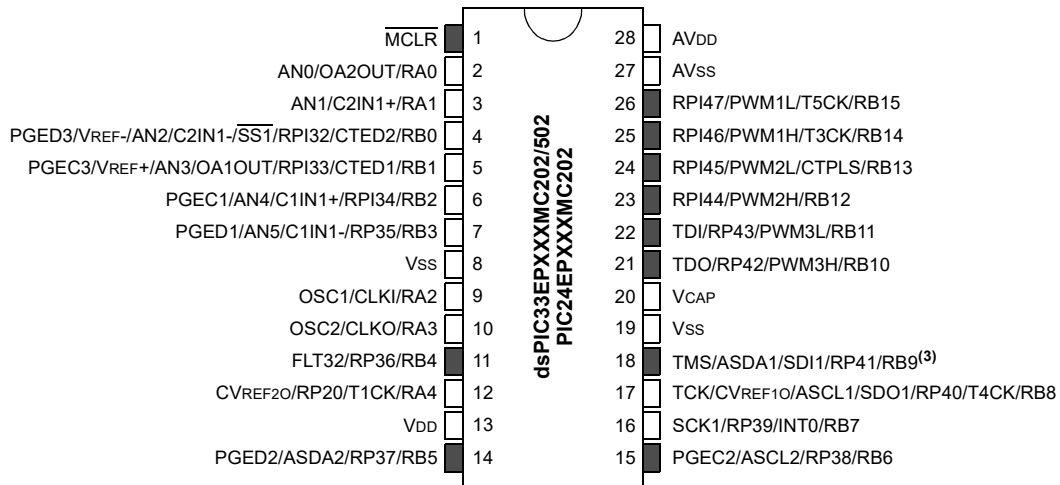 MCLR 1
AN0/OA2OUT/RA0 2
AN1/C2IN1+/RA1 3
PGED3/VREF-/AN2/C2IN1-/SS1/RPI32/CTED2/RB0 4
PGEC3/VREF+/AN3/OA1OUT/RPI33/CTED1/RB1 5
PGEC1/AN4/C1IN1+/RPI34/RB2 6
PGED1/AN5/C1IN1-/RP35/RB3 7
VSS 8
OSC1/CLKI/RA2 9
OSC2/CLKO/RA3 10
FLT32/RP36/RB4 11
CVREF2O/RP20/T1CK/RA4 12
VDD 13
PGED2/ASDA2/RP37/RB5 14
dsPIC33EPXXXMC202/502
PIC24EPXXXMC202
28 AVDD
27 AVSS
26 RPI47/PWM1L/T5CK/RB15
25 RPI46/PWM1H/T3CK/RB14
24 RPI45/PWM2L/CTPLS/RB13
23 RPI44/PWM2H/RB12
22 TDI/RP43/PWM3L/RB11
21 TDO/RP42/PWM3H/RB10
20 VCAP
19 VSS
18 TMS/ASDA1/SDI1/RP41/RB9(3)
17 TCK/CVREF1O/ASCL1/SDO1/RP40/T4CK/RB8
16 SCK1/RP39/INT0/RB7
15 PGEC2/ASCL2/RP38/RB6